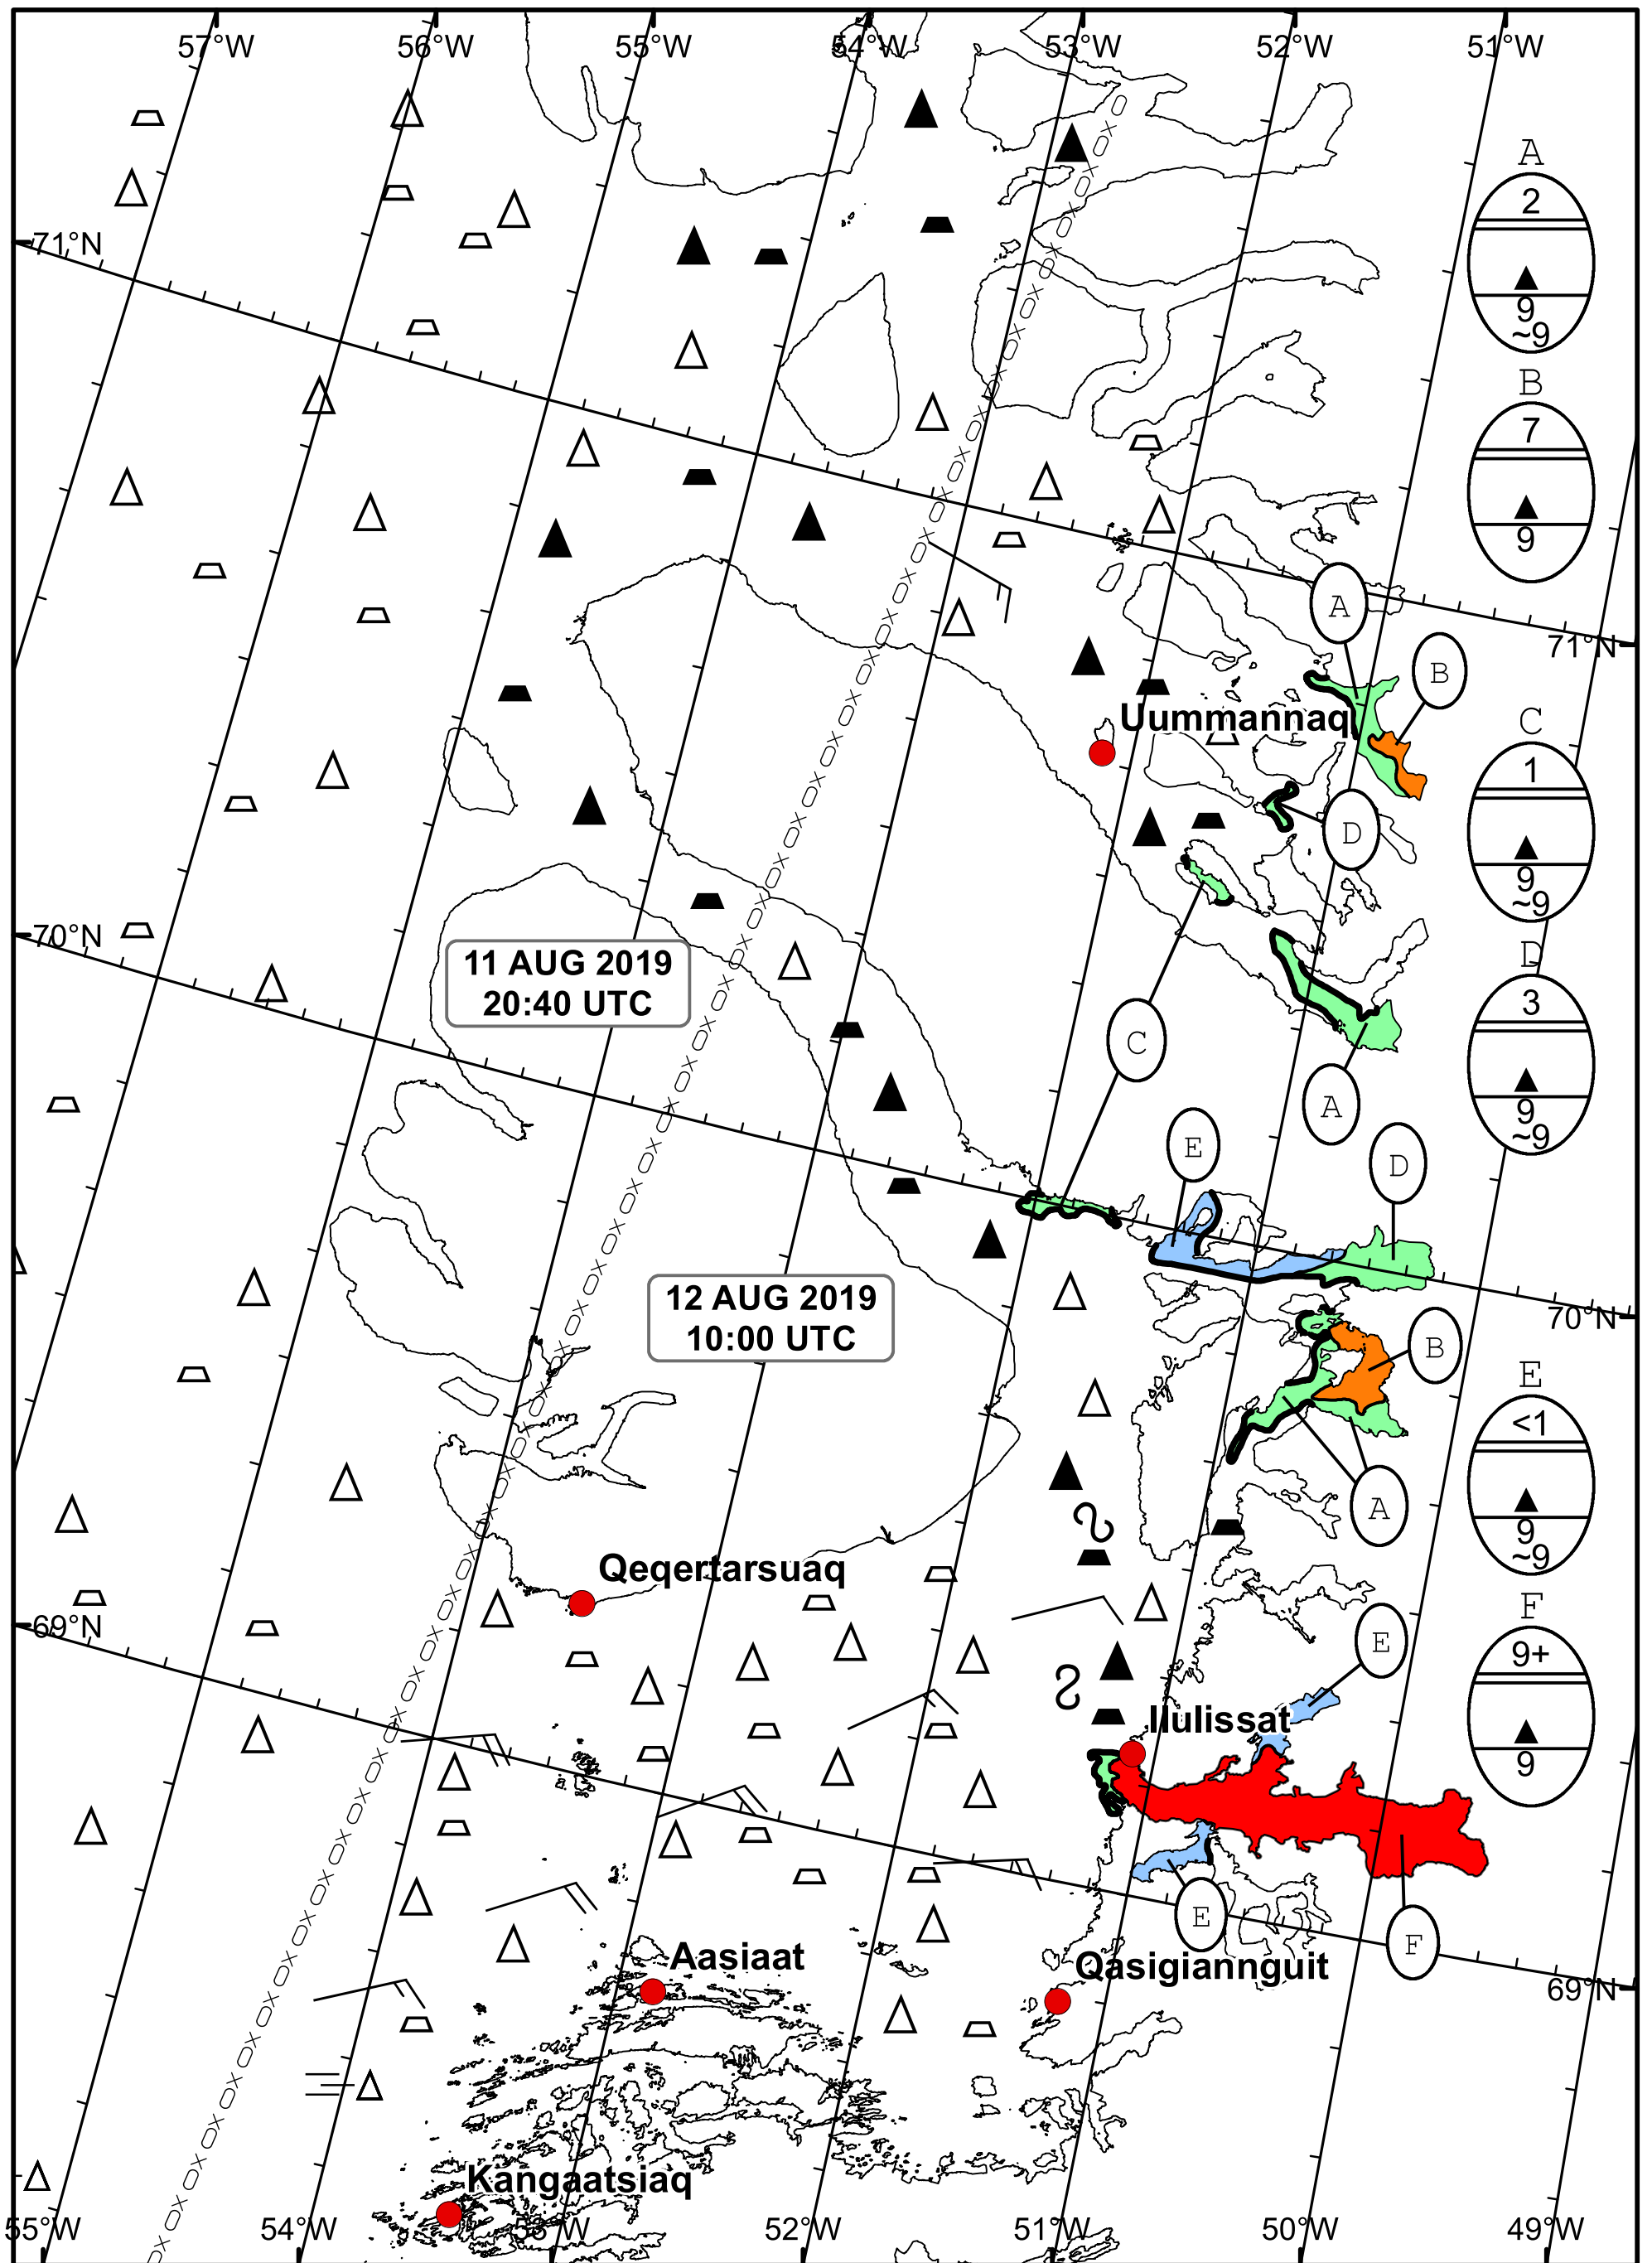 57°W 56°W 55°W 54°W 53°W 52°W 51°W
A
2
9
~9
71°N
B
7
9
A
71°N
B
Uummannaq
C
1
9
~9
D
70°N
11 AUG 2019
20:40 UTC
D
3
9
~9
C
A
E
D
12 AUG 2019
10:00 UTC
70°N
B
E
<1
9
~9
A
Qeqertarsuaq
69°N
E
F
9+
9
Ilulissat
E
F
Aasiaat
Qasigiannguit
69°N
Kangaatsiaq
55°W 54°W 53°W 52°W 51°W 50°W 49°W